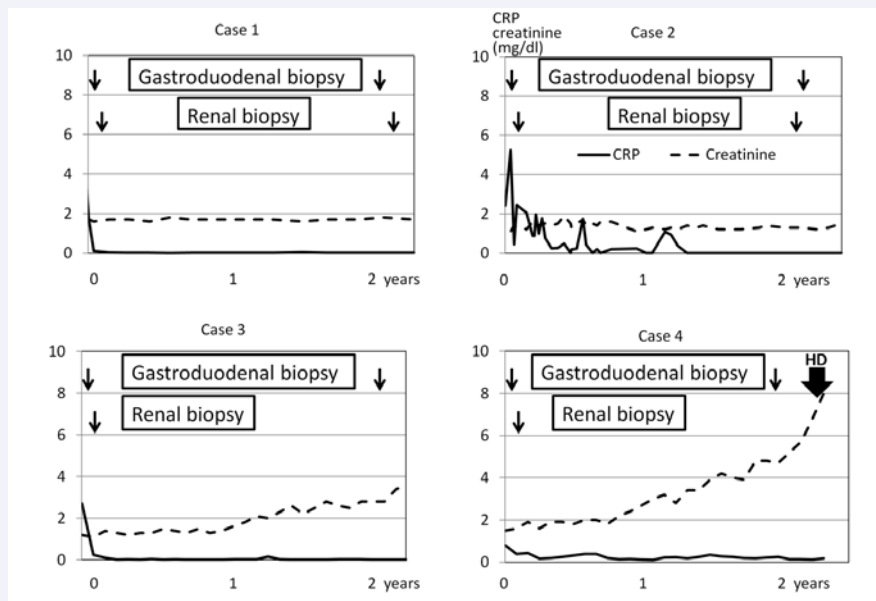 Case 1
10
8
6
4
2
0
Gastroduodenal biopsy
Renal biopsy
0 1 2 years
CRP
creatinine
(mg/dl)
Case 2
10
8
6
4
2
0
Gastroduodenal biopsy
Renal biopsy
CRP Creatinine
0 1 2 years
Case 3
10
8
6
4
2
0
Gastroduodenal biopsy
Renal biopsy
0 1 2 years
Case 4
10
8
6
4
2
0
HD
Gastroduodenal biopsy
Renal biopsy
0 1 2 years